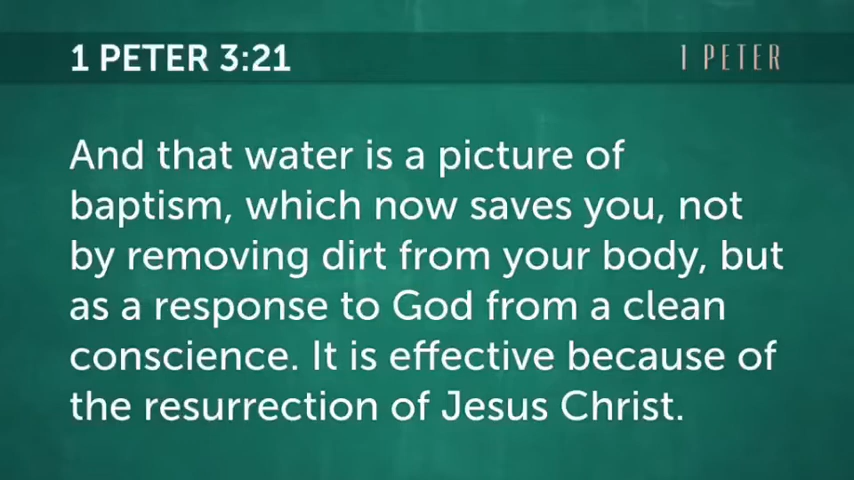 1 PETER 3:21
1 PETER
And that water is a picture of
baptism, which now saves you, not
by removing dirt from your body, but
as a response to God from a clean
conscience. It is effective because of
the resurrection of Jesus Christ.